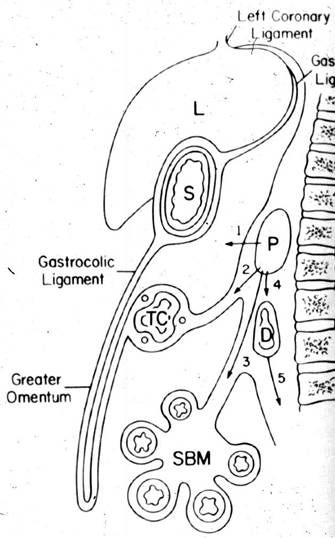 Left Coronary
Ligament
Gas
Lig
L
S
1
P
Gastrocolic
Ligament
2
4
TC
D
Greater
Omentum
3
5
SBM